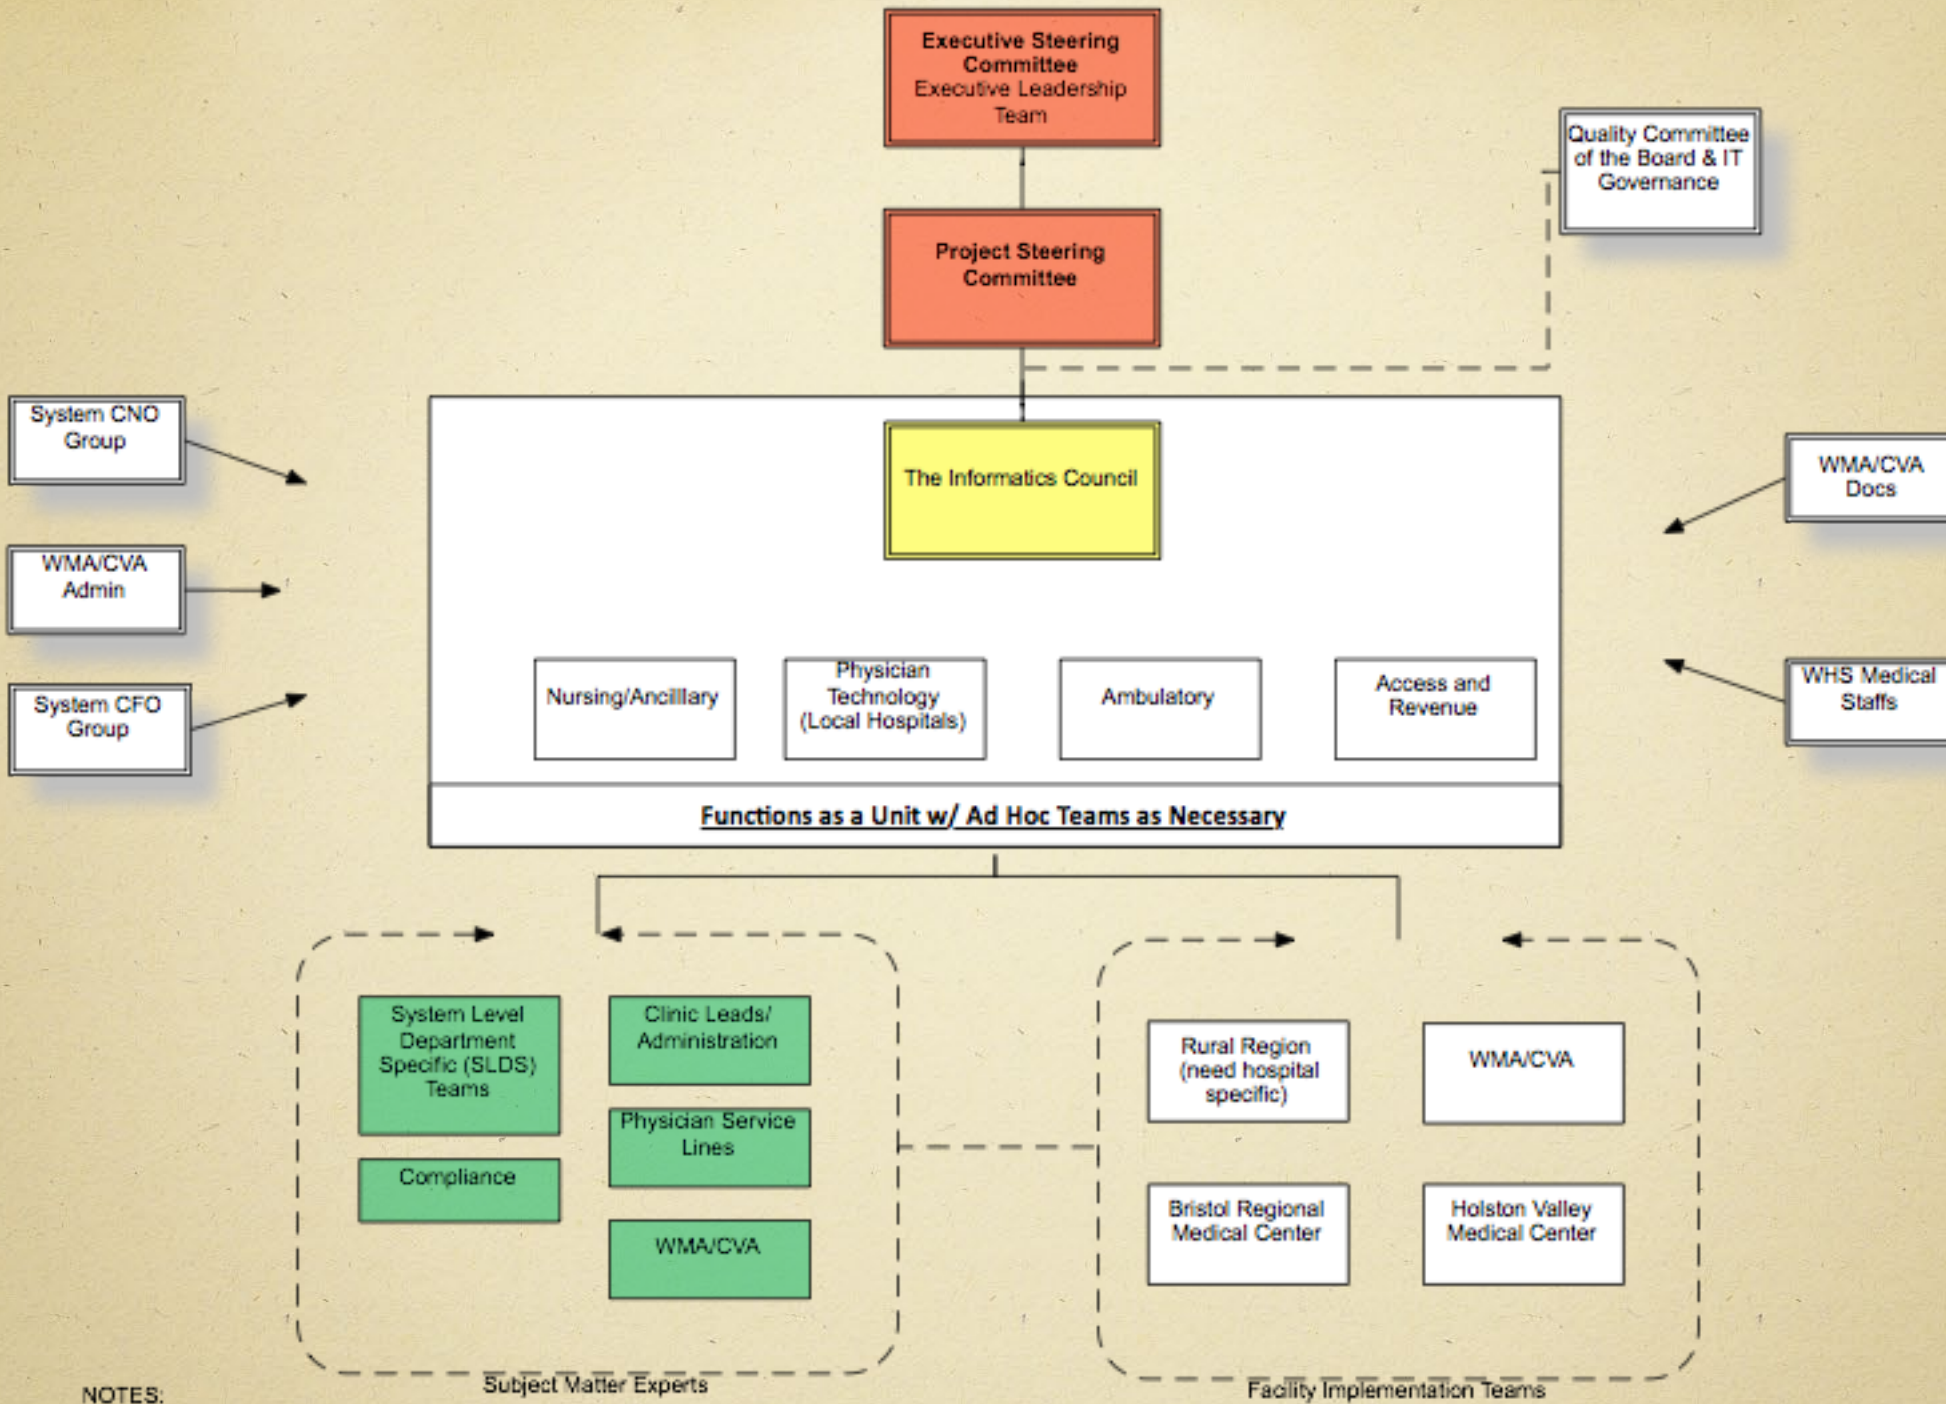 Executive Steering
Committee
Executive Leadership
Team
Quality Committee
of the Board & IT
Governance
Project Steering
Committee
System CNO
Group
The Informatics Council
WMA/CVA
Docs
WMA/CVA
Admin
System CFO
Group
Nursing/Ancilllary
Physician
Technology
(Local Hospitals)
Ambulatory
Access and
Revenue
WHS Medical
Staffs
Functions as a Unit w/ Ad Hoc Teams as Necessary
System Level
Department
Specific (SLDS)
Teams
Clinic Leads/
Administration
Physician Service
Lines
Compliance
WMA/CVA
Rural Region
(need hospital
specific)
WMA/CVA
Bristol Regional
Medical Center
Holston Valley
Medical Center
Subject Matter Experts
Facility Implementation Teams
NOTES: